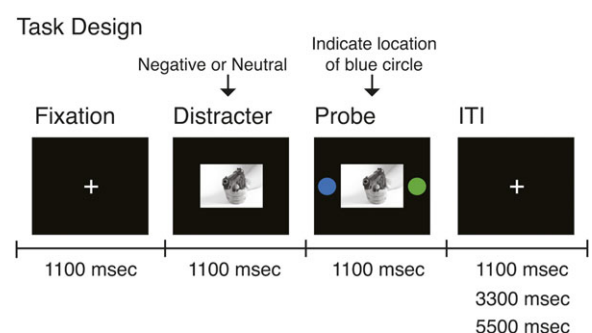 Task Design
Negative or Neutral
Indicate location
of blue circle
Fixation
Distracter
Probe
ITI
1100 msec
1100 msec
1100 msec
1100 msec
3300 msec
5500 msec